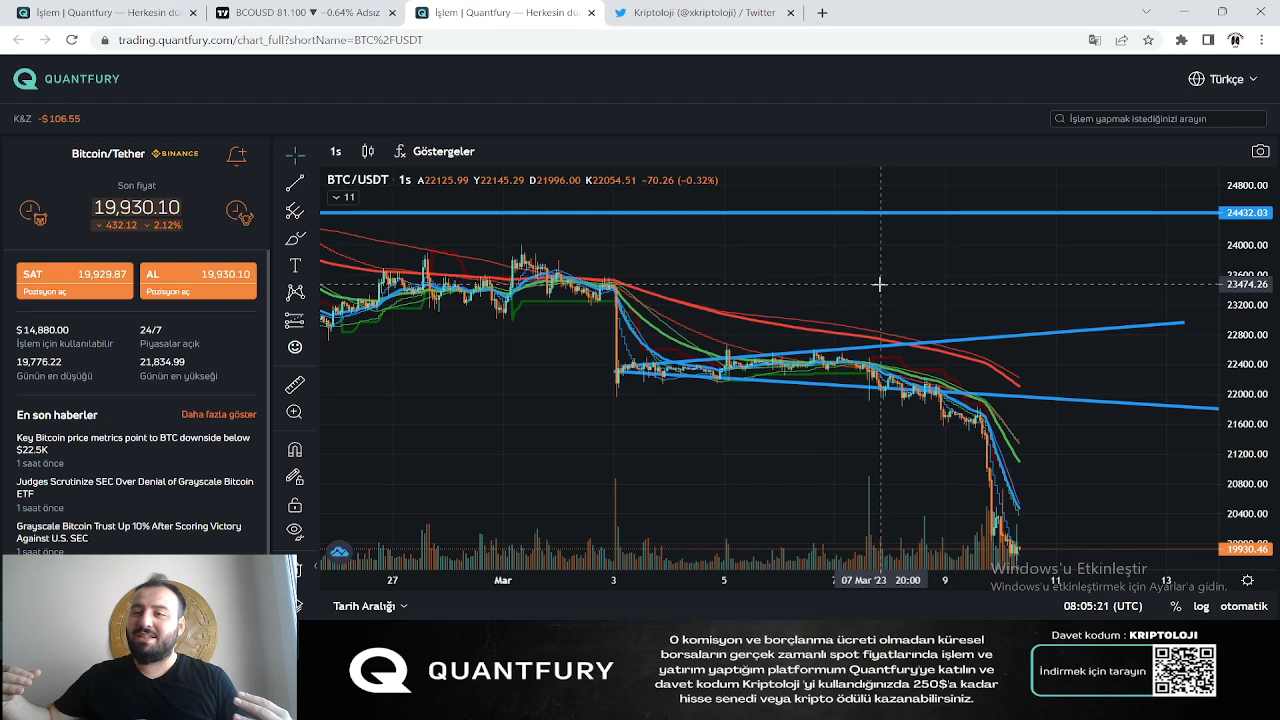 İşlem | Quantfury — Herkesin dü
BCOUSD 81.100 ▼ −0.64% Adsız
İşlem | Quantfury — Herkesin dü
Kriptoloji (@xkriptoloji) / Twitter
trading.quantfury.com/chart_full?shortName=BTC%2FUSDT
QUANTFURY
Türkçe
K&Z -$106.55
İşlem yapmak istediğinizi arayın
Bitcoin/Tether BINANCE
Son fiyat
19,930.10
432.12 2.12%
SAT 19,929.87
Pozisyon aç
AL 19,930.10
Pozisyon aç
$14,880.00
İşlem için kullanılabilir
24/7
Piyasalar açık
19,776.22
Günün en düşüğü
21,834.99
Günün en yükseği
En son haberler
Daha fazla göster
Key Bitcoin price metrics point to BTC downside below
$22.5K
1 saat önce
Judges Scrutinize SEC Over Denial of Grayscale Bitcoin
ETF
1 saat önce
Grayscale Bitcoin Trust Up 10% After Scoring Victory
Against U.S. SEC
1 saat önce
1s
Göstergeler
BTC/USDT · 1s A22125.99 Y22145.29 D21996.00 K22054.51 −70.26 (−0.32%)
11
24800.00
24432.03
24000.00
23474.26
23200.00
22800.00
22400.00
22000.00
21600.00
21200.00
20800.00
20400.00
19930.46
27
Mar
3
5
07 Mar '23 20:00
9
11
13
Windows'u Etkinleştir
Windows'u etkinleştirmek için Ayarlar'a gidin.
Tarih Aralığı
08:05:21 (UTC)
%
log
otomatik
QUANTFURY
0 komisyon ve borçlanma ücreti olmadan küresel
borsaların gerçek zamanlı spot fiyatlarında işlem ve
yatırım yaptığım platformum Quantfury'ye katılın ve
davet kodum Kriptoloji 'yi kullandığınızda 250$'a kadar
hisse senedi veya kripto ödülü kazanabilirsiniz.
Davet kodum : KRIPTOLOJI
İndirmek için tarayın